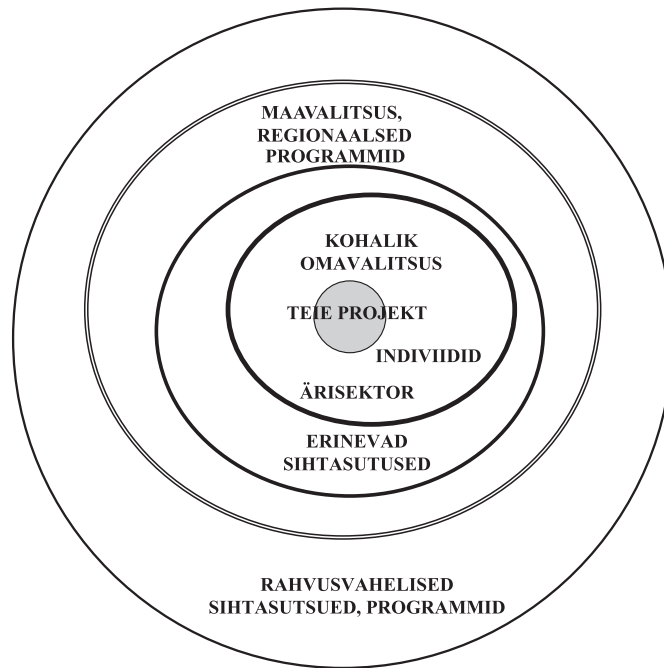 MAAVALITSUS,
REGIONAALSED
PROGRAMMID
KOHALIK
OMAVALITSUS
TEIE PROJEKT
INDIVIIDID
ÄRISEKTOR
ERINEVAD
SIHTASUTUSED
RAHVUSVAHELISED
SIHTASUTSUED, PROGRAMMID